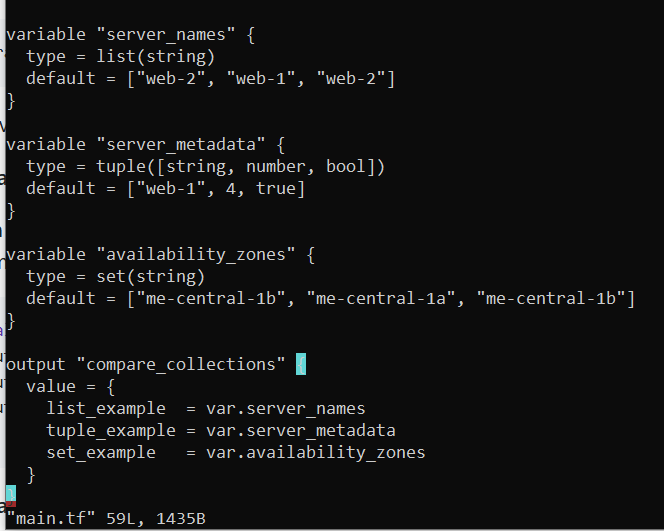 variable "server_names" {
  type = list(string)
  default = ["web-2", "web-1", "web-2"]
}
variable "server_metadata" {
  type = tuple([string, number, bool])
  default = ["web-1", 4, true]
}
variable "availability_zones" {
  type = set(string)
  default = ["me-central-1b", "me-central-1a", "me-central-1b"]
}
output "compare_collections" {
  value = {
    list_example  = var.server_names
    tuple_example = var.server_metadata
    set_example   = var.availability_zones
  }
}
"main.tf" 59L, 1435B